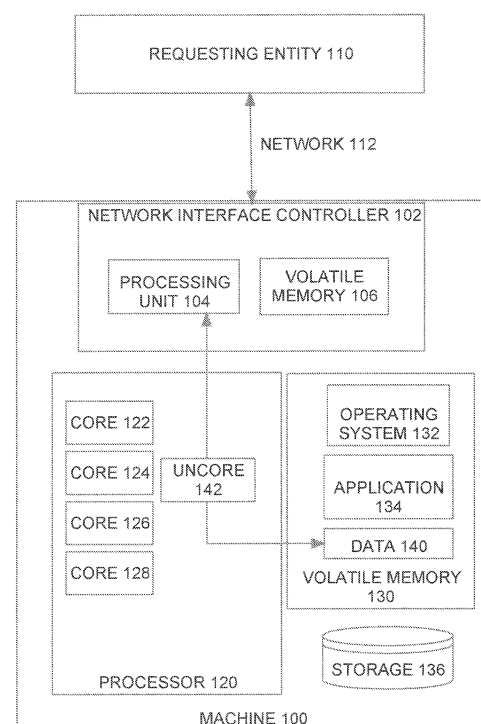 REQUESTING ENTITY 110
NETWORK 112
NETWORK INTERFACE CONTROLLER 102
PROCESSING
UNIT 104
VOLATILE
MEMORY 106
CORE 122
CORE 124
CORE 126
CORE 128
UNCORE
142
PROCESSOR 120
OPERATING
SYSTEM 132
APPLICATION
134
DATA 140
VOLATILE MEMORY
130
STORAGE 136
MACHINE 100